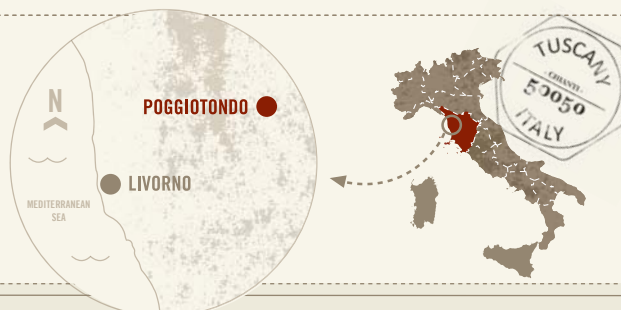 N
POGGIOTONDO
LIVORNO
MEDITERRANEAN
SEA
TUSCANY
CHIANTI
50050
ITALY